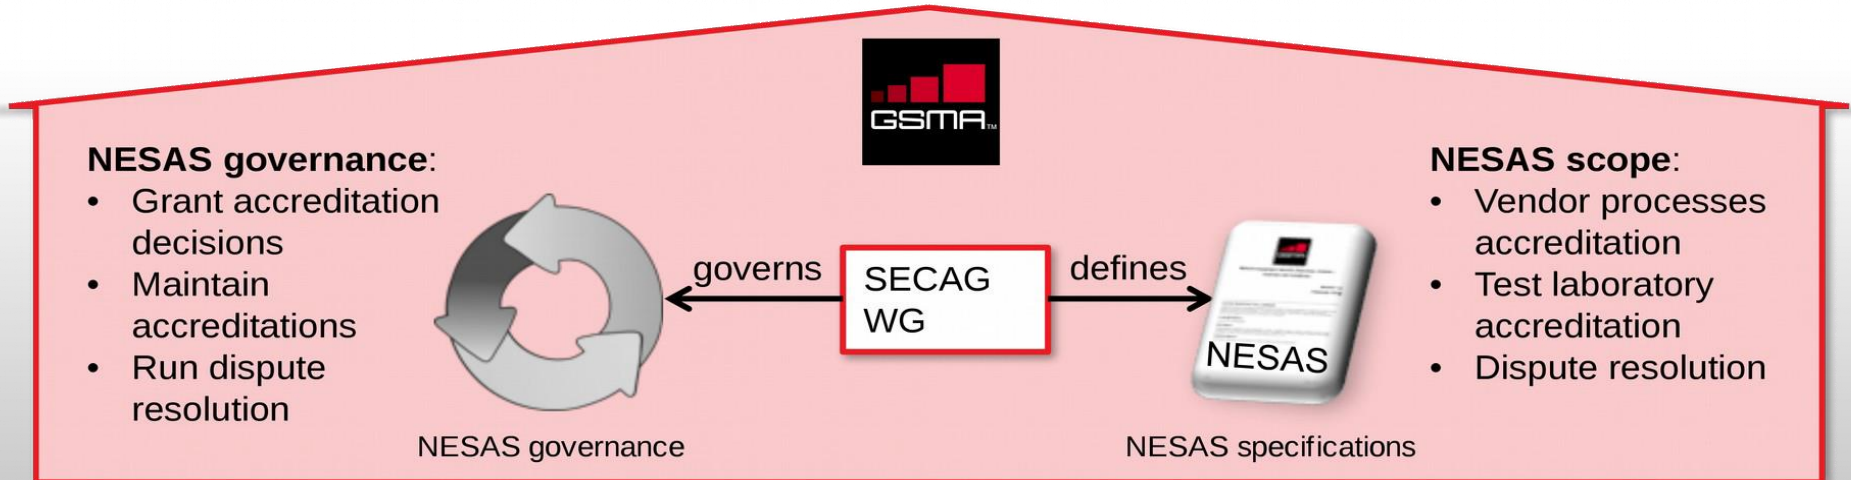 GSMA™
NESAS governance:
• Grant accreditation
decisions
• Maintain
accreditations
• Run dispute
resolution
governs
SECAG
WG
defines
NESAS
NESAS governance
NESAS specifications
NESAS scope:
• Vendor processes
accreditation
• Test laboratory
accreditation
• Dispute resolution